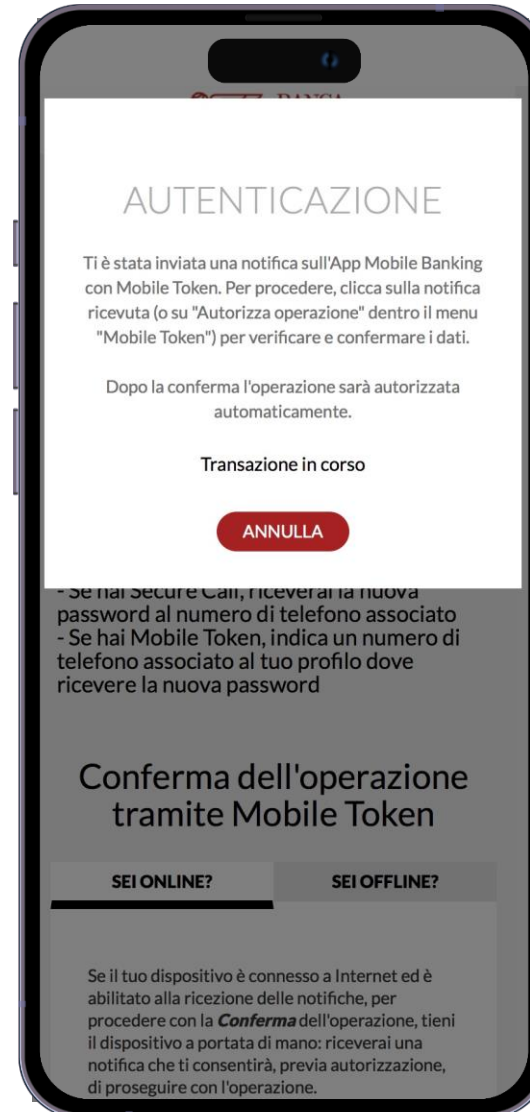 BANCA
AUTENTICAZIONE
Ti è stata inviata una notifica sull'App Mobile Banking
con Mobile Token. Per procedere, clicca sulla notifica
ricevuta (o su "Autorizza operazione" dentro il menu
"Mobile Token") per verificare e confermare i dati.
Dopo la conferma l'operazione sarà autorizzata
automaticamente.
Transazione in corso
ANNULLA
- Se hai Secure Call, riceverai la nuova
password al numero di telefono associato
- Se hai Mobile Token, indica un numero di
telefono associato al tuo profilo dove
ricevere la nuova password
Conferma dell'operazione
tramite Mobile Token
SEI ONLINE?
SEI OFFLINE?
Se il tuo dispositivo è connesso a Internet ed è
abilitato alla ricezione delle notifiche, per
procedere con la Conferma dell'operazione, tieni
il dispositivo a portata di mano: riceverai una
notifica che ti consentirà, previa autorizzazione,
di proseguire con l'operazione.